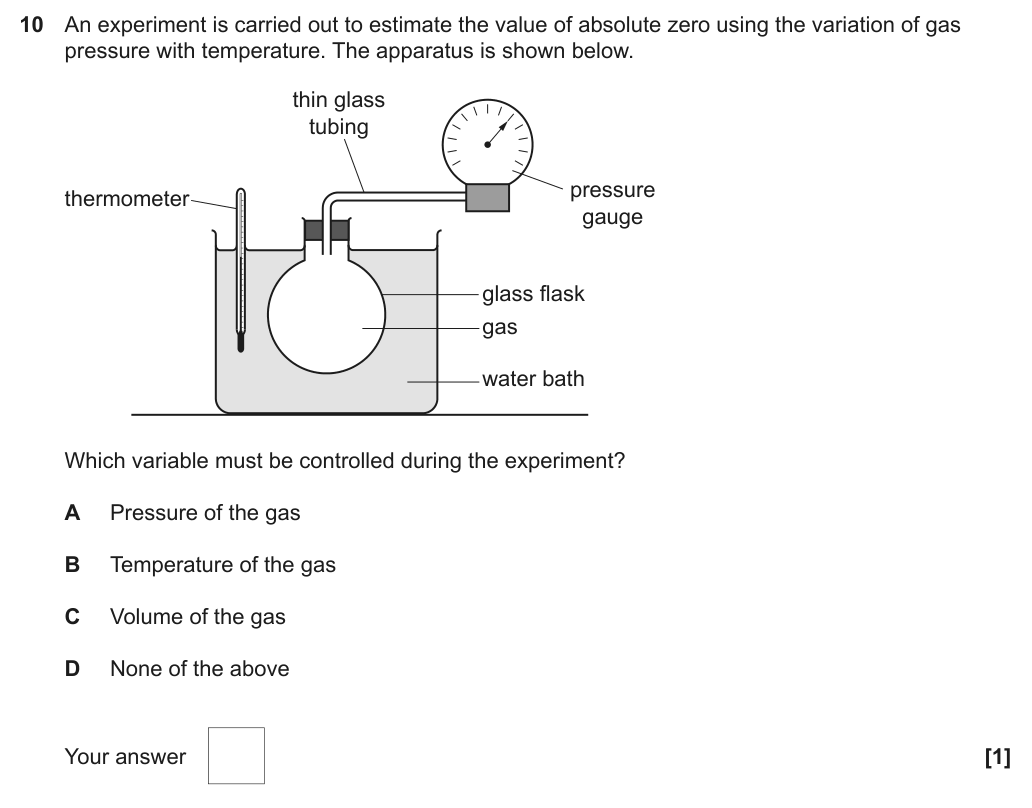 10 An experiment is carried out to estimate the value of absolute zero using the variation of gas
pressure with temperature. The apparatus is shown below.
thin glass
tubing
thermometer
pressure
gauge
glass flask
gas
water bath
Which variable must be controlled during the experiment?
A Pressure of the gas
B Temperature of the gas
C Volume of the gas
D None of the above
Your answer [1]